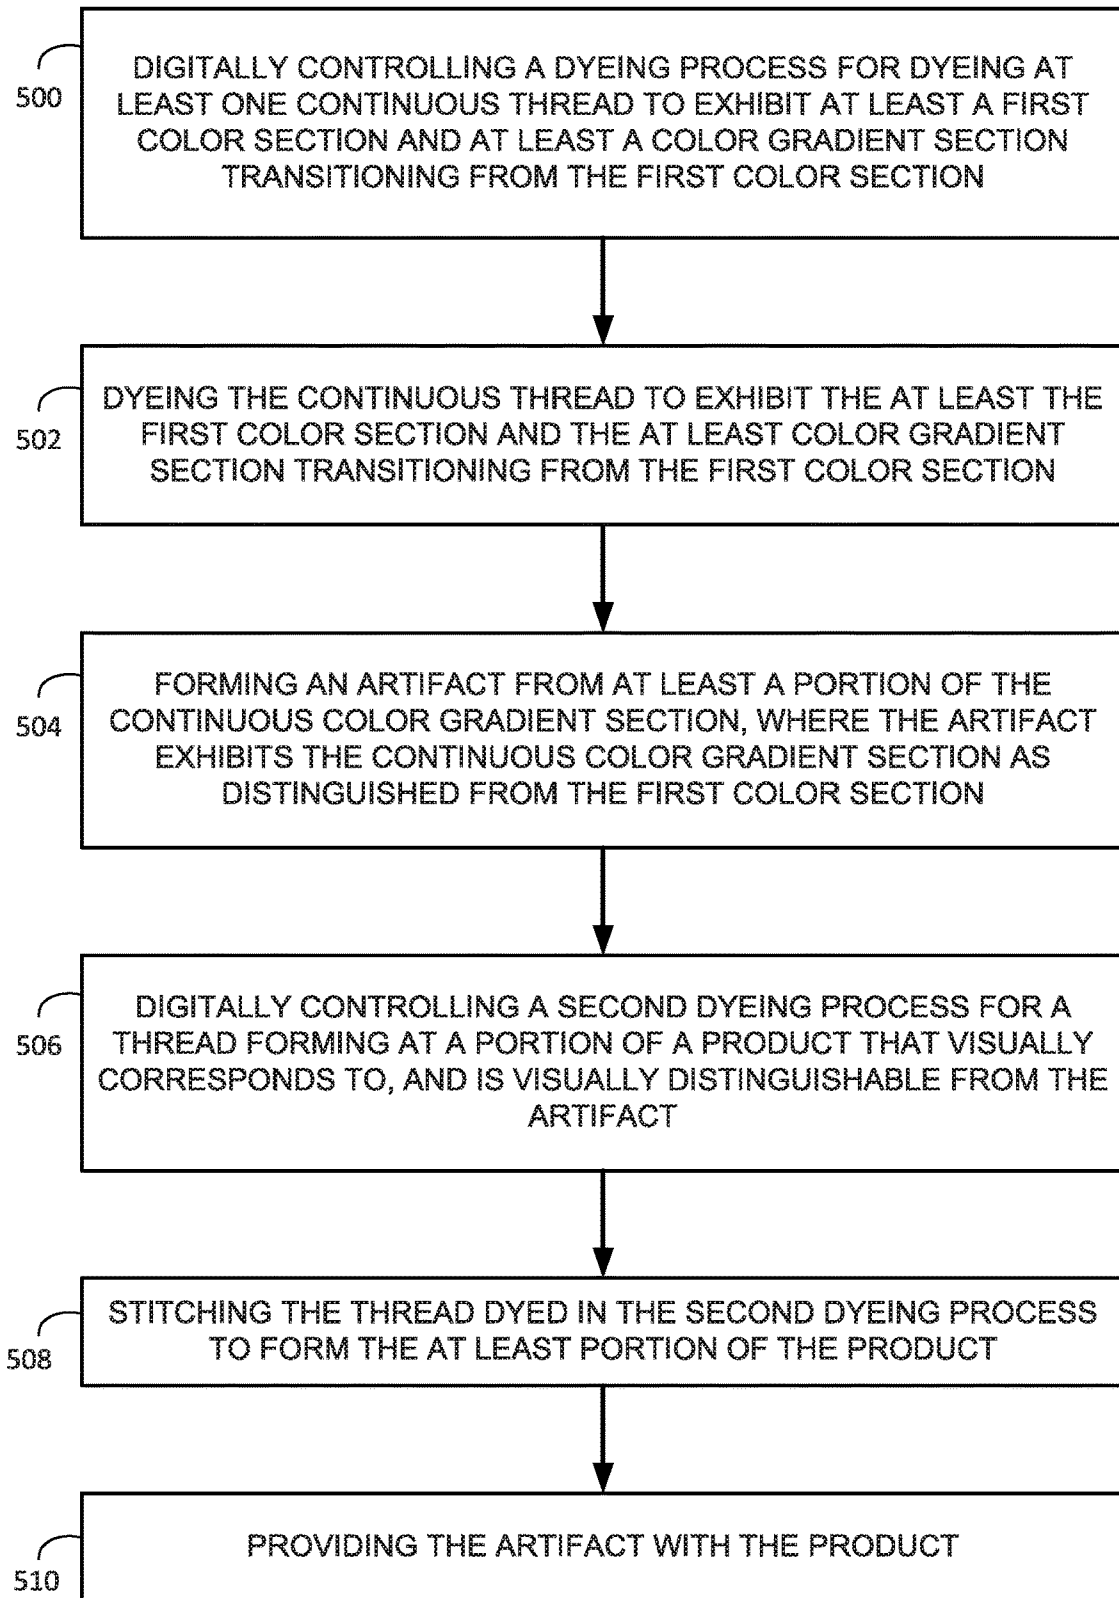 DIGITALLY CONTROLLING A DYEING PROCESS FOR DYEING AT
LEAST ONE CONTINUOUS THREAD TO EXHIBIT AT LEAST A FIRST
COLOR SECTION AND AT LEAST A COLOR GRADIENT SECTION
TRANSITIONING FROM THE FIRST COLOR SECTION
500
DYEING THE CONTINUOUS THREAD TO EXHIBIT THE AT LEAST THE
FIRST COLOR SECTION AND THE AT LEAST COLOR GRADIENT
SECTION TRANSITIONING FROM THE FIRST COLOR SECTION
502
FORMING AN ARTIFACT FROM AT LEAST A PORTION OF THE
CONTINUOUS COLOR GRADIENT SECTION, WHERE THE ARTIFACT
EXHIBITS THE CONTINUOUS COLOR GRADIENT SECTION AS
DISTINGUISHED FROM THE FIRST COLOR SECTION
504
DIGITALLY CONTROLLING A SECOND DYEING PROCESS FOR A
THREAD FORMING AT A PORTION OF A PRODUCT THAT VISUALLY
CORRESPONDS TO, AND IS VISUALLY DISTINGUISHABLE FROM THE
ARTIFACT
506
STITCHING THE THREAD DYED IN THE SECOND DYEING PROCESS
TO FORM THE AT LEAST PORTION OF THE PRODUCT
508
PROVIDING THE ARTIFACT WITH THE PRODUCT
510